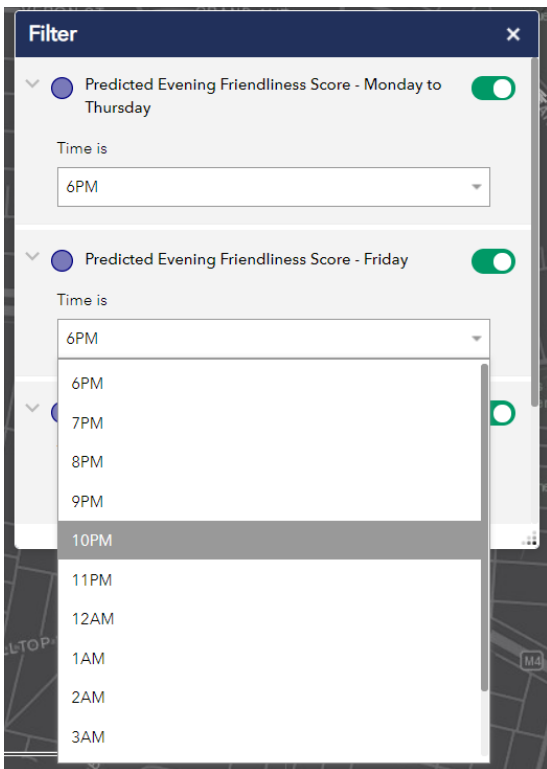 Filter
Predicted Evening Friendliness Score - Monday to
Thursday
Time is
6PM
Predicted Evening Friendliness Score - Friday
Time is
6PM
6PM
7PM
8PM
9PM
10PM
11PM
12AM
1AM
2AM
3AM
M4